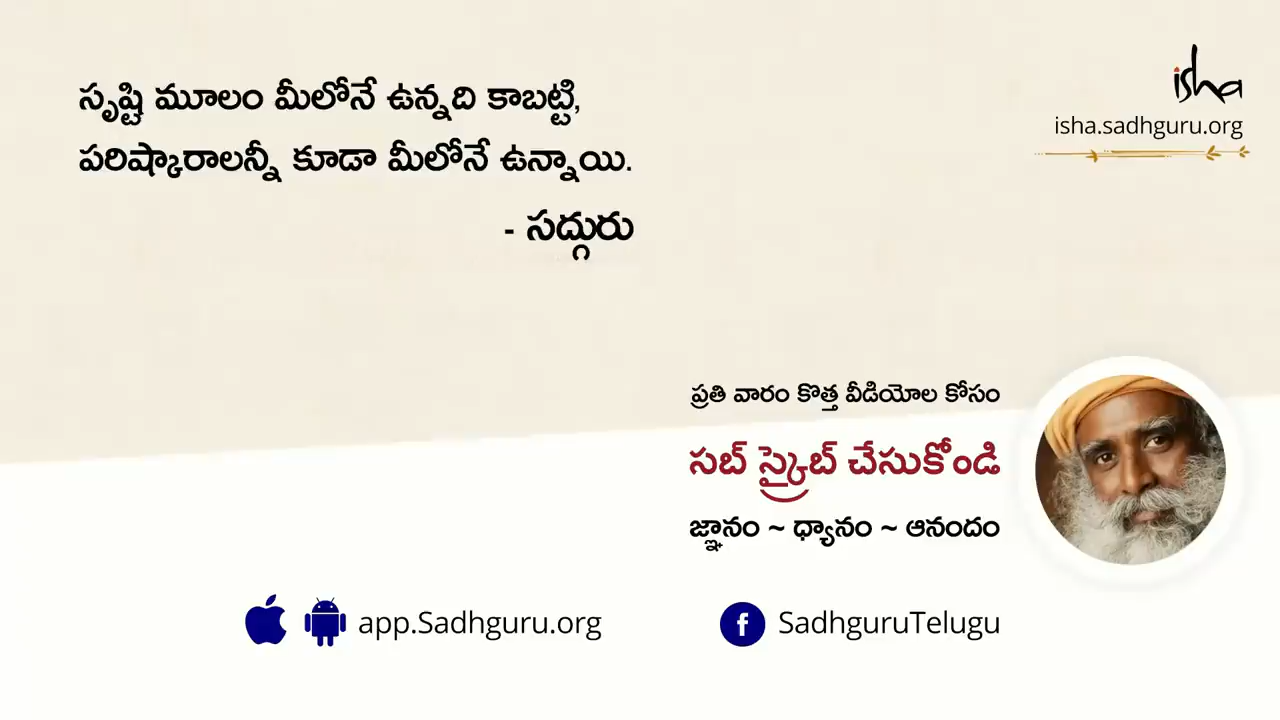 సృష్టి మూలం మీలోనే ఉన్నది కాబట్టి,
పరిష్కారాలన్నీ కూడా మీలోనే ఉన్నాయి.
- సద్గురు
isha
isha.sadhguru.org
ప్రతి వారం కొత్త వీడియోల కోసం
సబ్ స్క్రైబ్ చేసుకోండి
జ్ఞానం ~ ధ్యానం ~ ఆనందం
app.Sadhguru.org
SadhguruTelugu